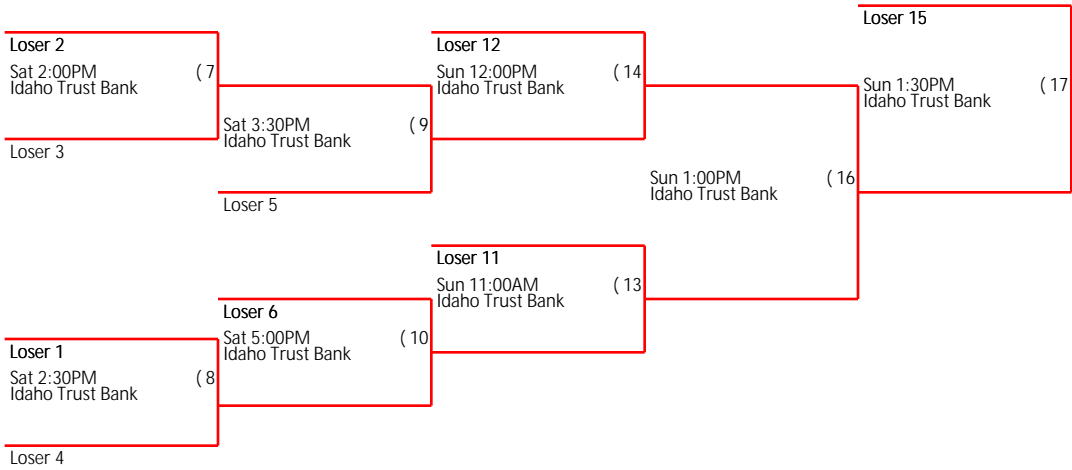 Loser 15
Loser 2
Loser 12
Sat 2:00PM ( 7
Idaho Trust Bank
Sun 12:00PM ( 14
Idaho Trust Bank
Sun 1:30PM ( 17
Idaho Trust Bank
Sat 3:30PM ( 9
Idaho Trust Bank
Loser 3
Sun 1:00PM ( 16
Idaho Trust Bank
Loser 5
Loser 11
Sun 11:00AM ( 13
Idaho Trust Bank
Loser 6
Sat 5:00PM ( 10
Idaho Trust Bank
Loser 1
Sat 2:30PM ( 8
Idaho Trust Bank
Loser 4